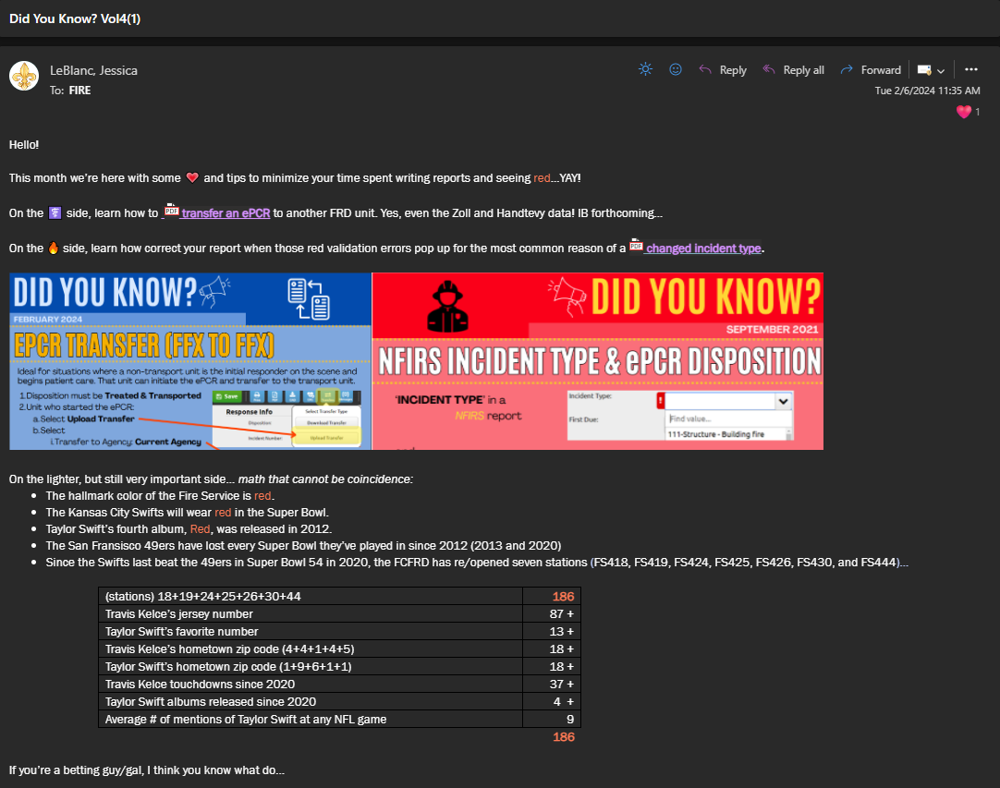 Did You Know? Vol4(1)
LeBlanc, Jessica
To: FIRE
Reply
Reply all
Forward
Tue 2/6/2024 11:35 AM
1
Hello!
This month we're here with some ❤️ and tips to minimize your time spent writing reports and seeing red...YAY!
On the side, learn how to PDF transfer an ePCR to another FRD unit. Yes, even the Zoll and Handtevy data! IB forthcoming...
On the 🔥 side, learn how correct your report when those red validation errors pop up for the most common reason of a PDF changed incident type.
DID YOU KNOW?
FEBRUARY 2024
EPCR TRANSFER (FFX TO FFX)
Ideal for situations where a non-transport unit is the initial responder on the scene and
begins patient care. That unit can initiate the ePCR and transfer to the transport unit.
1.Disposition must be Treated & Transported
2.Unit who started the ePCR:
a.Select Upload Transfer
b.Select
i.Transfer to Agency: Current Agency
Save
Response Info
Disposition:
Incident Number:
Select Transfer Type
Download Transfer
Upload Transfer
DID YOU KNOW?
SEPTEMBER 2021
NFIRS INCIDENT TYPE & ePCR DISPOSITION
'INCIDENT TYPE' in a
NFIRS report
Incident Type:
First Due:
Find value...
111-Structure - Building fire
On the lighter, but still very important side... math that cannot be coincidence:
• The hallmark color of the Fire Service is red.
• The Kansas City Swifts will wear red in the Super Bowl.
• Taylor Swift's fourth album, Red, was released in 2012.
• The San Fransisco 49ers have lost every Super Bowl they've played in since 2012 (2013 and 2020)
• Since the Swifts last beat the 49ers in Super Bowl 54 in 2020, the FCFRD has re/opened seven stations (FS418, FS419, FS424, FS425, FS426, FS430, and FS444)...
(stations) 18+19+24+25+26+30+44 186
Travis Kelce's jersey number 87 +
Taylor Swift's favorite number 13 +
Travis Kelce's hometown zip code (4+4+1+4+5) 18 +
Taylor Swift's hometown zip code (1+9+6+1+1) 18 +
Travis Kelce touchdowns since 2020 37 +
Taylor Swift albums released since 2020 4 +
Average # of mentions of Taylor Swift at any NFL game 9
186
If you're a betting guy/gal, I think you know what do...